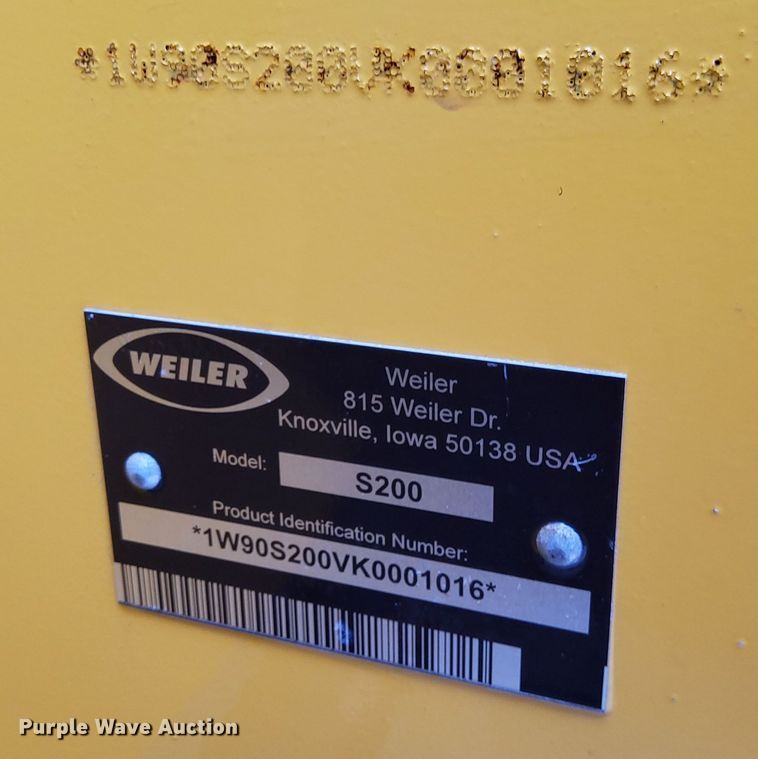 *1W90S200VK0001016*
WEILER
Weiler
815 Weiler Dr.
Knoxville, Iowa 50138 USA
Model: S200
Product Identification Number:
*1W90S200VK0001016*
Purple Wave Auction